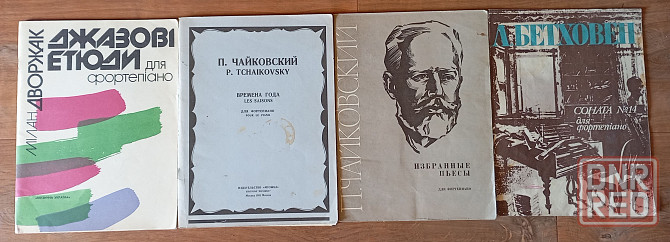 МІЛАН ДВОРЖАК
ДЖАЗОВІ
ЕТЮДИ для
фортепіано
П. ЧАЙКОВСКИЙ
P. TCHAIKOVSKY
ВРЕМЕНА ГОДА
LES SAISONS
ДЛЯ ФОРТЕПИАНО
POUR LE PIANO
ИЗДАТЕЛЬСТВО «МУЗЫКА»
П. ЧАЙКОВСКИЙ
ИЗБРАННЫЕ
ПЬЕСЫ
ДЛЯ ФОРТЕПИАНО
Л. БЕТХОВЕН
СОНАТА №14
для
фортепіано
DNR
RED